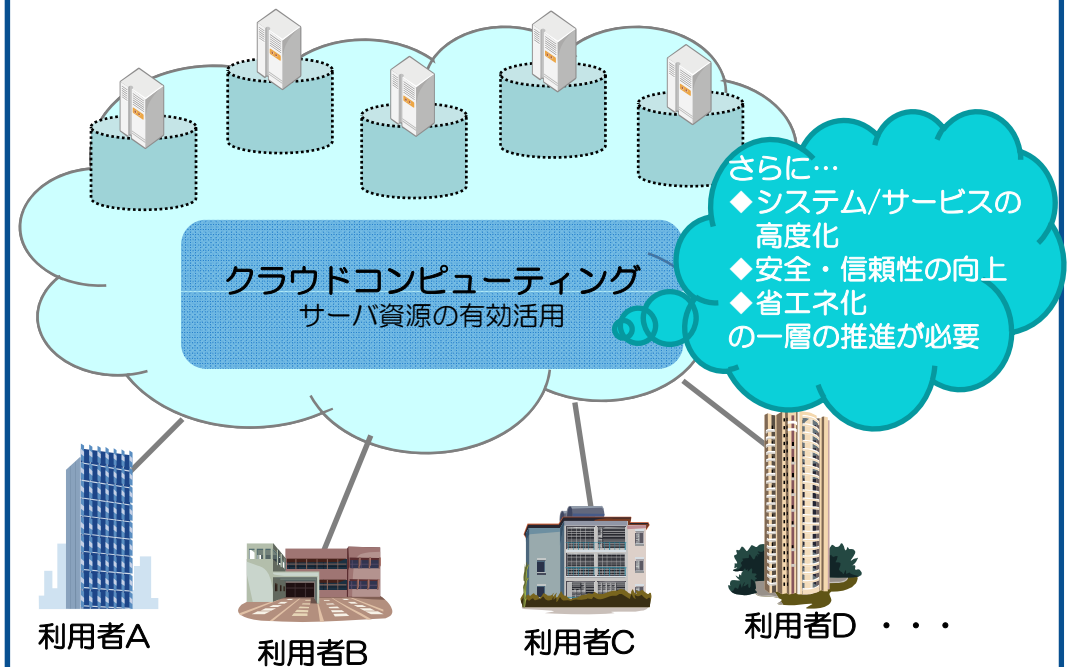 さらに…
◆システム/サービスの
高度化
◆安全・信頼性の向上
◆省エネ化
の一層の推進が必要
クラウドコンピューティング
サーバ資源の有効活用
利用者A
利用者B
利用者C
利用者D ・・・